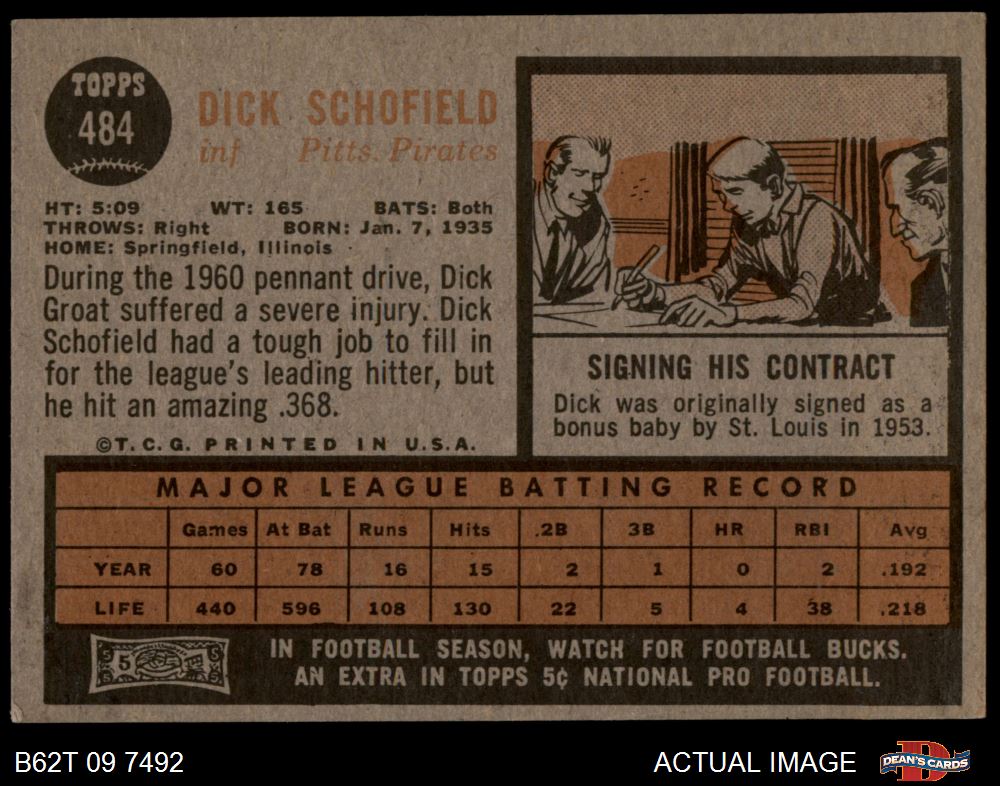 TOPPS
484
DICK SCHOFIELD
inf Pitts. Pirates
HT: 5:09 WT: 165 BATS: Both
THROWS: Right BORN: Jan. 7, 1935
HOME: Springfield, Illinois
During the 1960 pennant drive, Dick
Groat suffered a severe injury. Dick
Schofield had a tough job to fill in
for the league's leading hitter, but
he hit an amazing .368.
©T.C.G. PRINTED IN U.S.A.
SIGNING HIS CONTRACT
Dick was originally signed as a
bonus baby by St. Louis in 1953.
MAJOR LEAGUE BATTING RECORD
Games At Bat Runs Hits .2B 3B HR RBI Avg
YEAR 60 78 16 15 2 1 0 2 .192
LIFE 440 596 108 130 22 5 4 38 .218
5 5 5 5 5
IN FOOTBALL SEASON, WATCH FOR FOOTBALL BUCKS.
AN EXTRA IN TOPPS 5¢ NATIONAL PRO FOOTBALL.
B62T 09 7492 ACTUAL IMAGE
D
DEAN'S CARDS